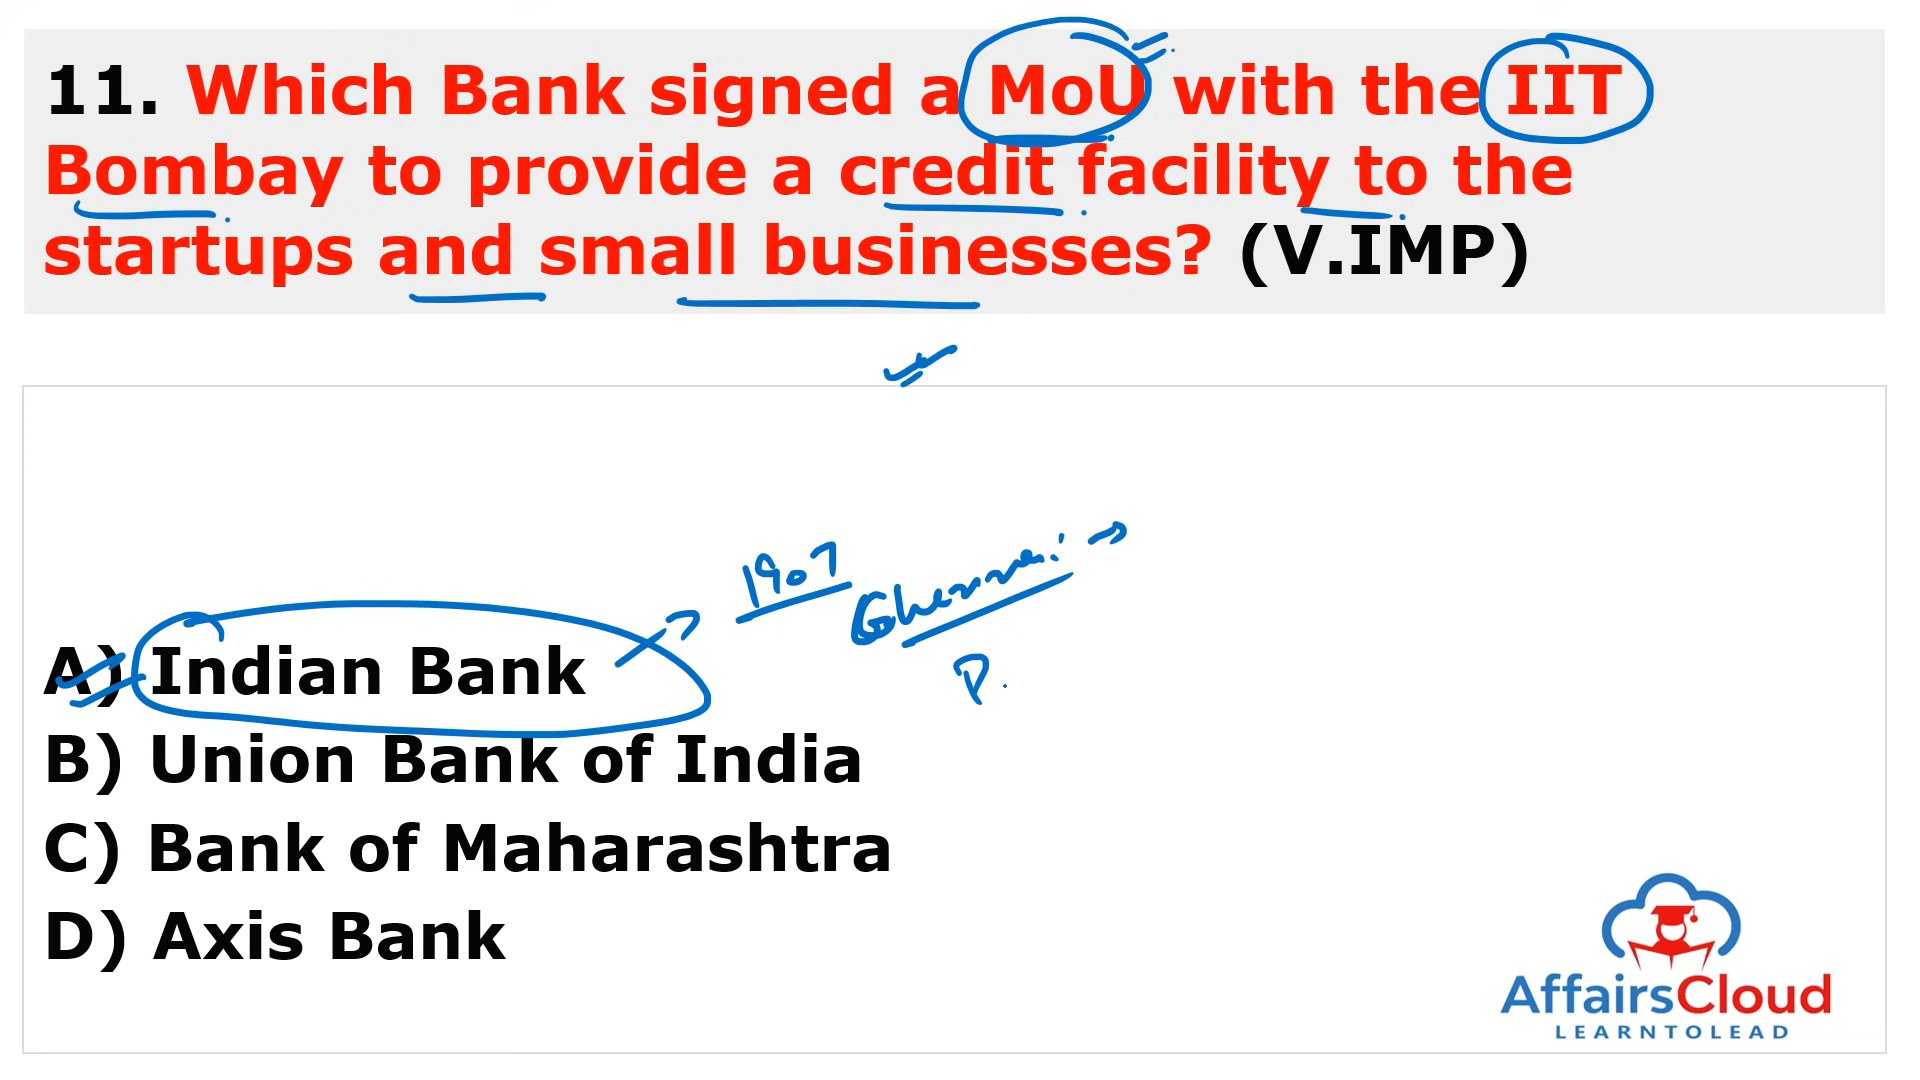 11. Which Bank signed a MoU with the IIT
Bombay to provide a credit facility to the
startups and small businesses? (V.IMP)
1907
A) Indian Bank
P.
B) Union Bank of India
C) Bank of Maharashtra
D) Axis Bank
AffairsCloud
LEARNTOLEAD